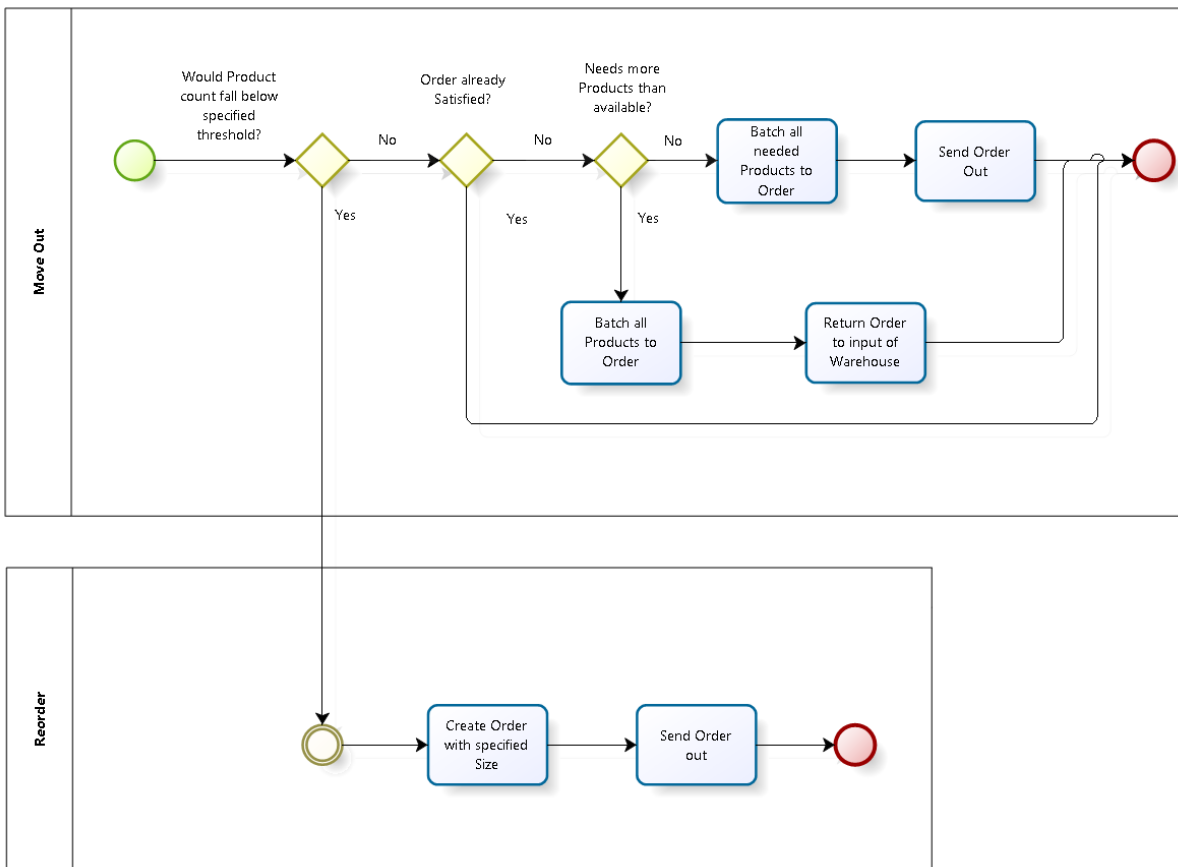 Move Out
Would Product
count fall below
specified
threshold?
No
Yes
Order already
Satisfied?
No
Yes
Needs more
Products than
available?
No
Yes
Batch all
needed
Products to
Order
Send Order
Out
Batch all
Products to
Order
Return Order
to input of
Warehouse
Reorder
Create Order
with specified
Size
Send Order
out